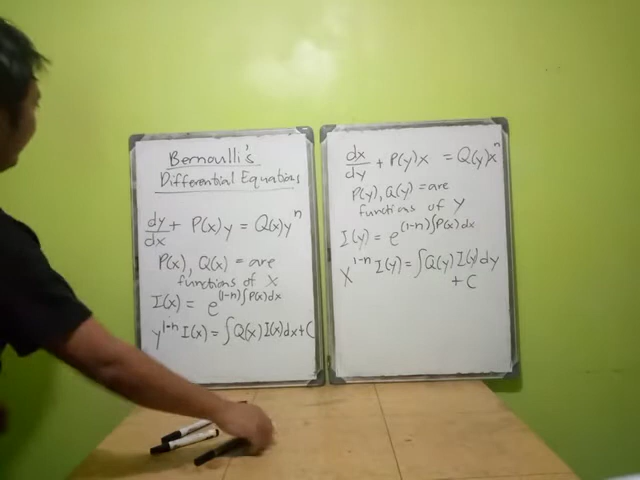 Bernoulli's
Differential Equations
dy/dx + P(x)y = Q(x)y^n
P(x), Q(x) = are
functions of x
I(x) = e^(1-n)∫P(x)dx
y^1-n I(x) = ∫Q(x)I(x)dx+C
dx/dy + P(y)x = Q(y)x^n
P(y), Q(y) = are
functions of y
I(y) = e^(1-n)∫P(x)dx
x^1-n I(y) = ∫Q(y)I(y)dy
+ C